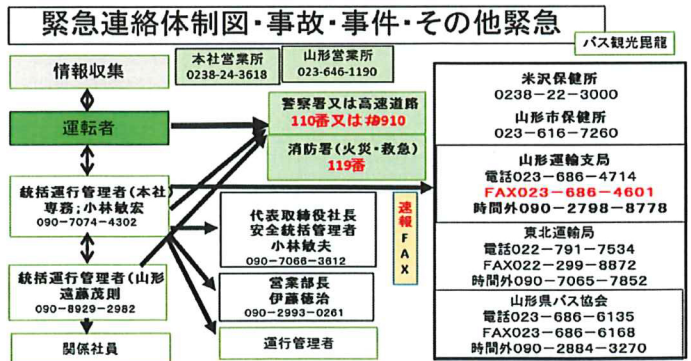 緊急連絡体制図・事故・事件・その他緊急
バス観光毘龍
情報収集
本社営業所
0238-24-3618
山形営業所
023-646-1190
運転者
警察署又は高速道路
110番又は#9910
消防署(火災・救急)
119番
統括運行管理者(本社)
専務;小林敏宏
090-7074-4302
統括運行管理者(山形
遠藤茂則
090-8929-2982
関係社員
代表取締役社長
安全統括管理者
小林敏夫
090-7066-3612
営業部長
伊藤徳治
090-2993-0261
運行管理者
速報FAX
米沢保健所
0238-22-3000
山形市保健所
023-616-7260
山形運輸支局
電話023-686-4714
FAX023-686-4601
時間外090-2798-8778
東北運輸局
電話022-791-7534
FAX022-299-8872
時間外090-7065-7852
山形県バス協会
電話023-686-6135
FAX023-686-6168
時間外090-2884-3270